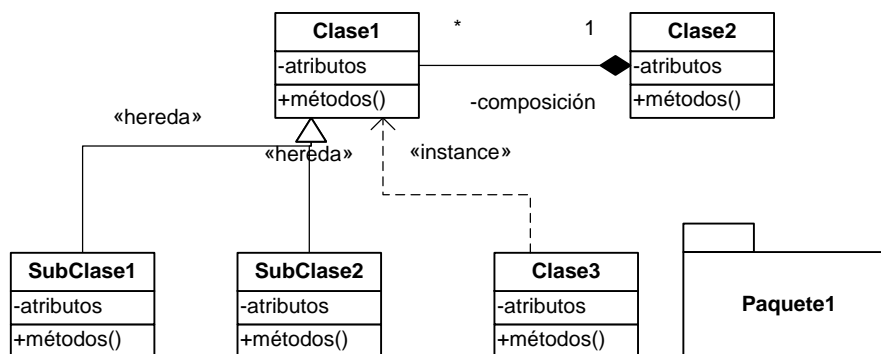 Clase1
-atributos
+métodos()
*
1
-composición
Clase2
-atributos
+métodos()
«hereda»
«hereda»
«instance»
SubClase1
-atributos
+métodos()
SubClase2
-atributos
+métodos()
Clase3
-atributos
+métodos()
Paquete1